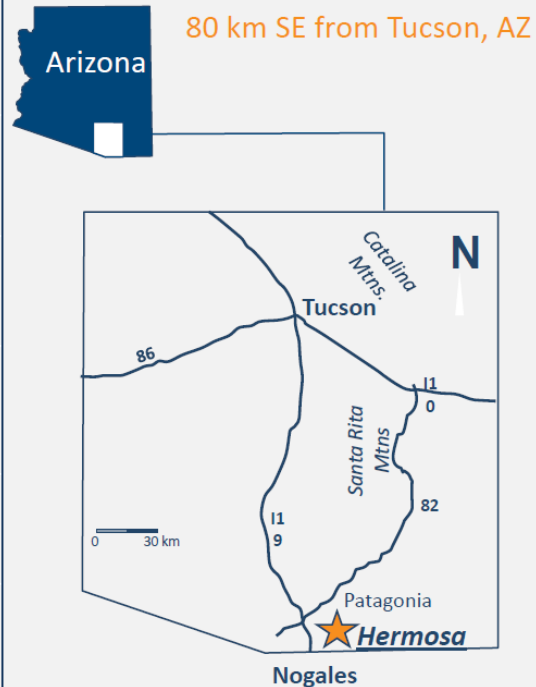 80 km SE from Tucson, AZ
Arizona
Catalina
Mtns.
N
Tucson
86
I1
0
Santa Rita
Mtns
82
I1
9
0 30 km
Patagonia
Hermosa
Nogales